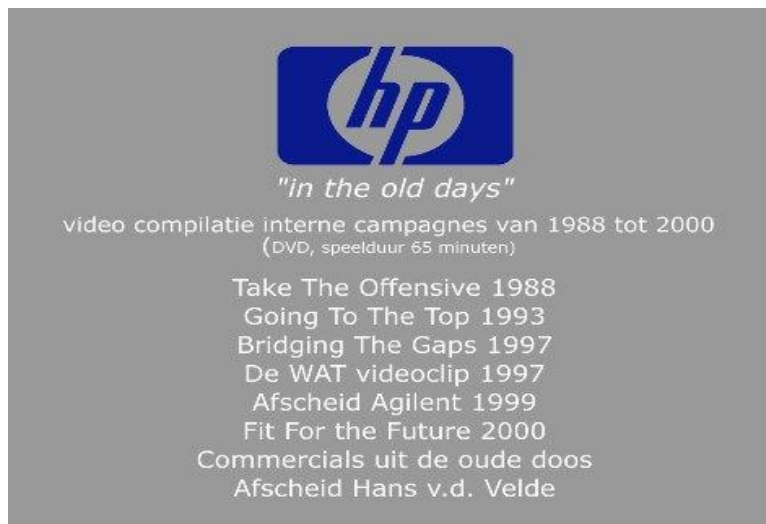 hp
"in the old days"
video compilatie interne campagnes van 1988 tot 2000
(DVD, speelduur 65 minuten)
Take The Offensive 1988
Going To The Top 1993
Bridging The Gaps 1997
De WAT videoclip 1997
Afscheid Agilent 1999
Fit For the Future 2000
Commercials uit de oude doos
Afscheid Hans v.d. Velde